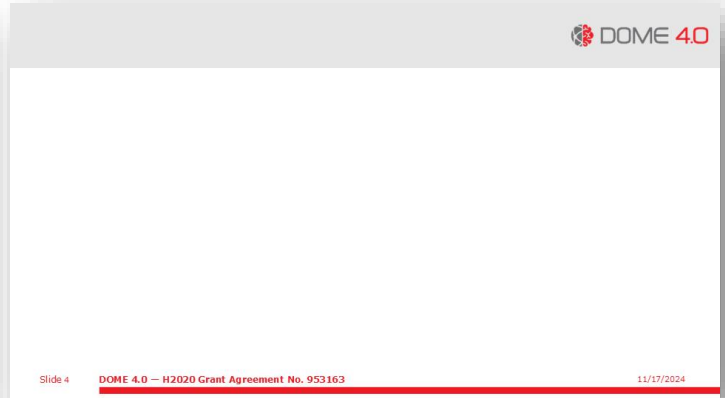 DOME 4.0
Slide 4 DOME 4.0 — H2020 Grant Agreement No. 953163 11/17/2024